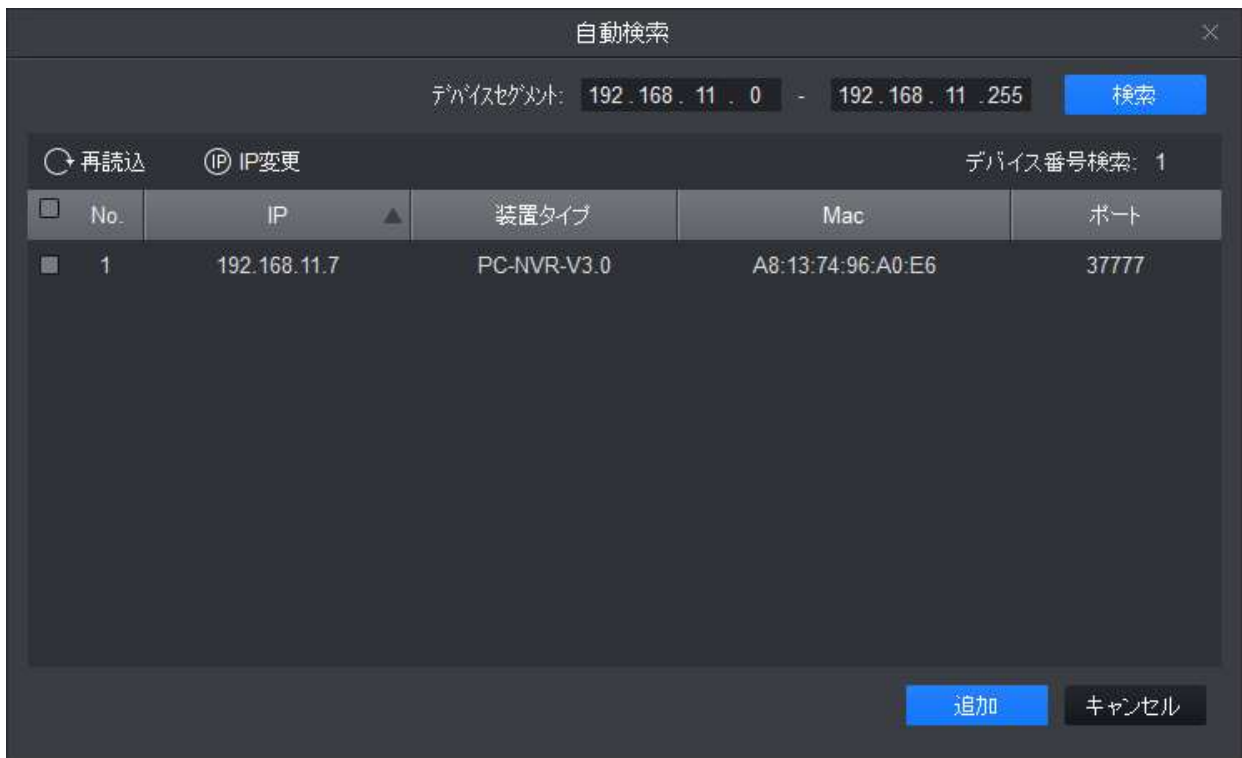 自動検索
ﾃﾞﾊﾞｲｽｾｸﾞﾒﾝﾄ: 192 . 168 . 11 . 0 - 192 . 168 . 11 . 255 検索
再読込 IP IP変更 デバイス番号検索: 1
No. IP 装置タイプ Mac ポート
1 192.168.11.7 PC-NVR-V3.0 A8:13:74:96:A0:E6 37777
追加 キャンセル